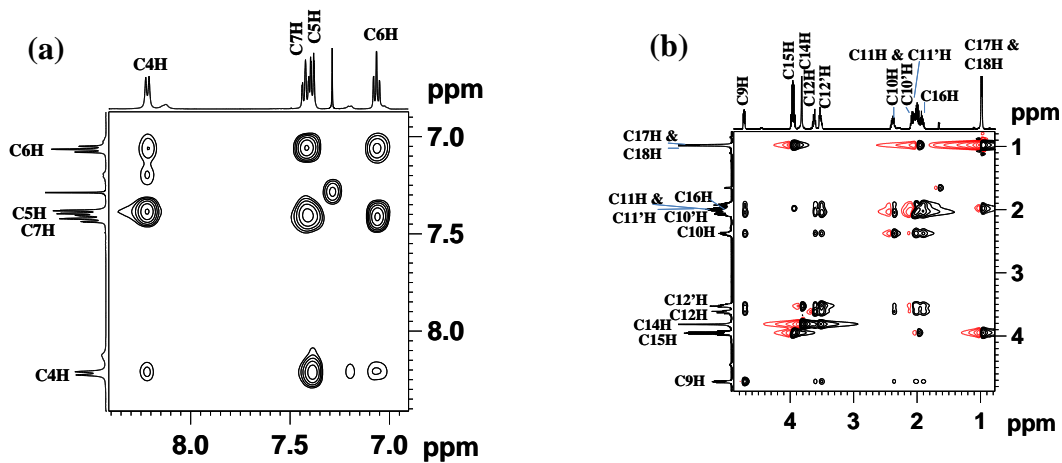 (a)
C4H
C7H
C5H
C6H
ppm
C6H
C5H
C7H
C4H
7.0
7.5
8.0
8.0
7.5
7.0
ppm
(b)
C9H
C15H
C14H
C12H
C12'H
C10H
C11H &
C10'H
C11'H
C16H
C17H &
C18H
ppm
C17H &
C18H
C11H &
C16H
C11'H
C10'H
C10H
C12'H
C12H
C14H
C15H
C9H
1
2
3
4
4
3
2
1
ppm